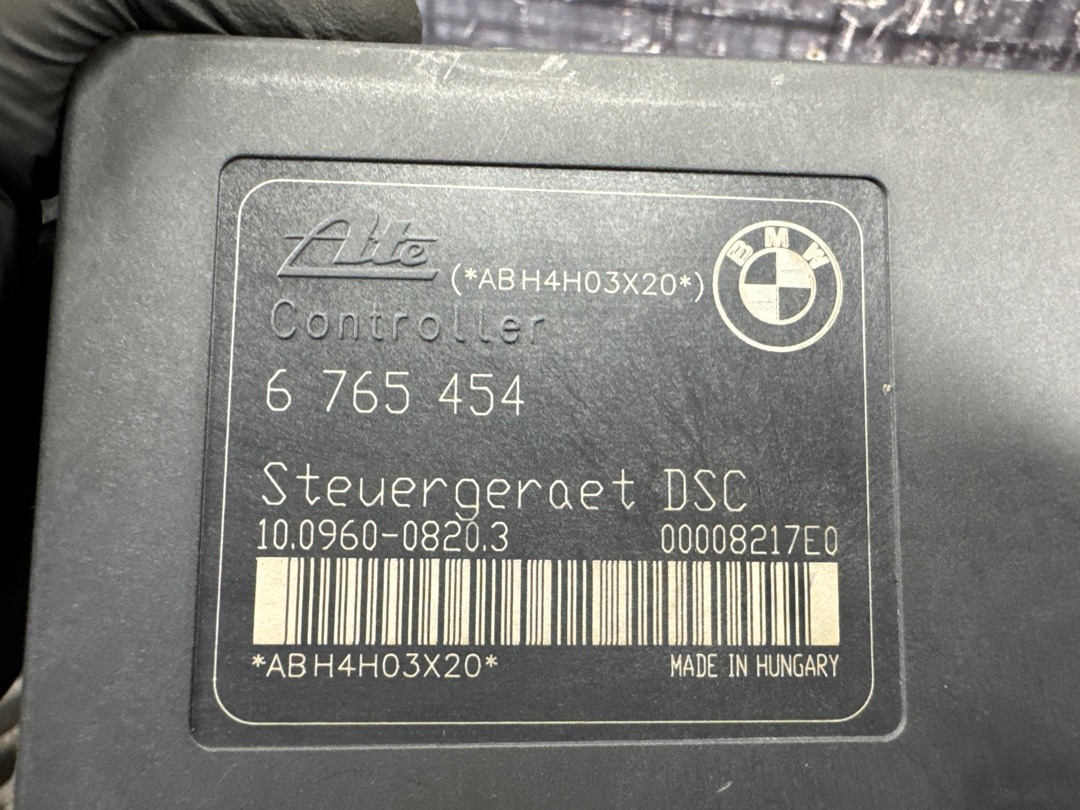 Ate
(*ABH4H03X20*)
BMW
Controller
6 765 454
Steuergeraet DSC
10.0960-0820.3 00008217E0
*ABH4H03X20*
MADE IN HUNGARY